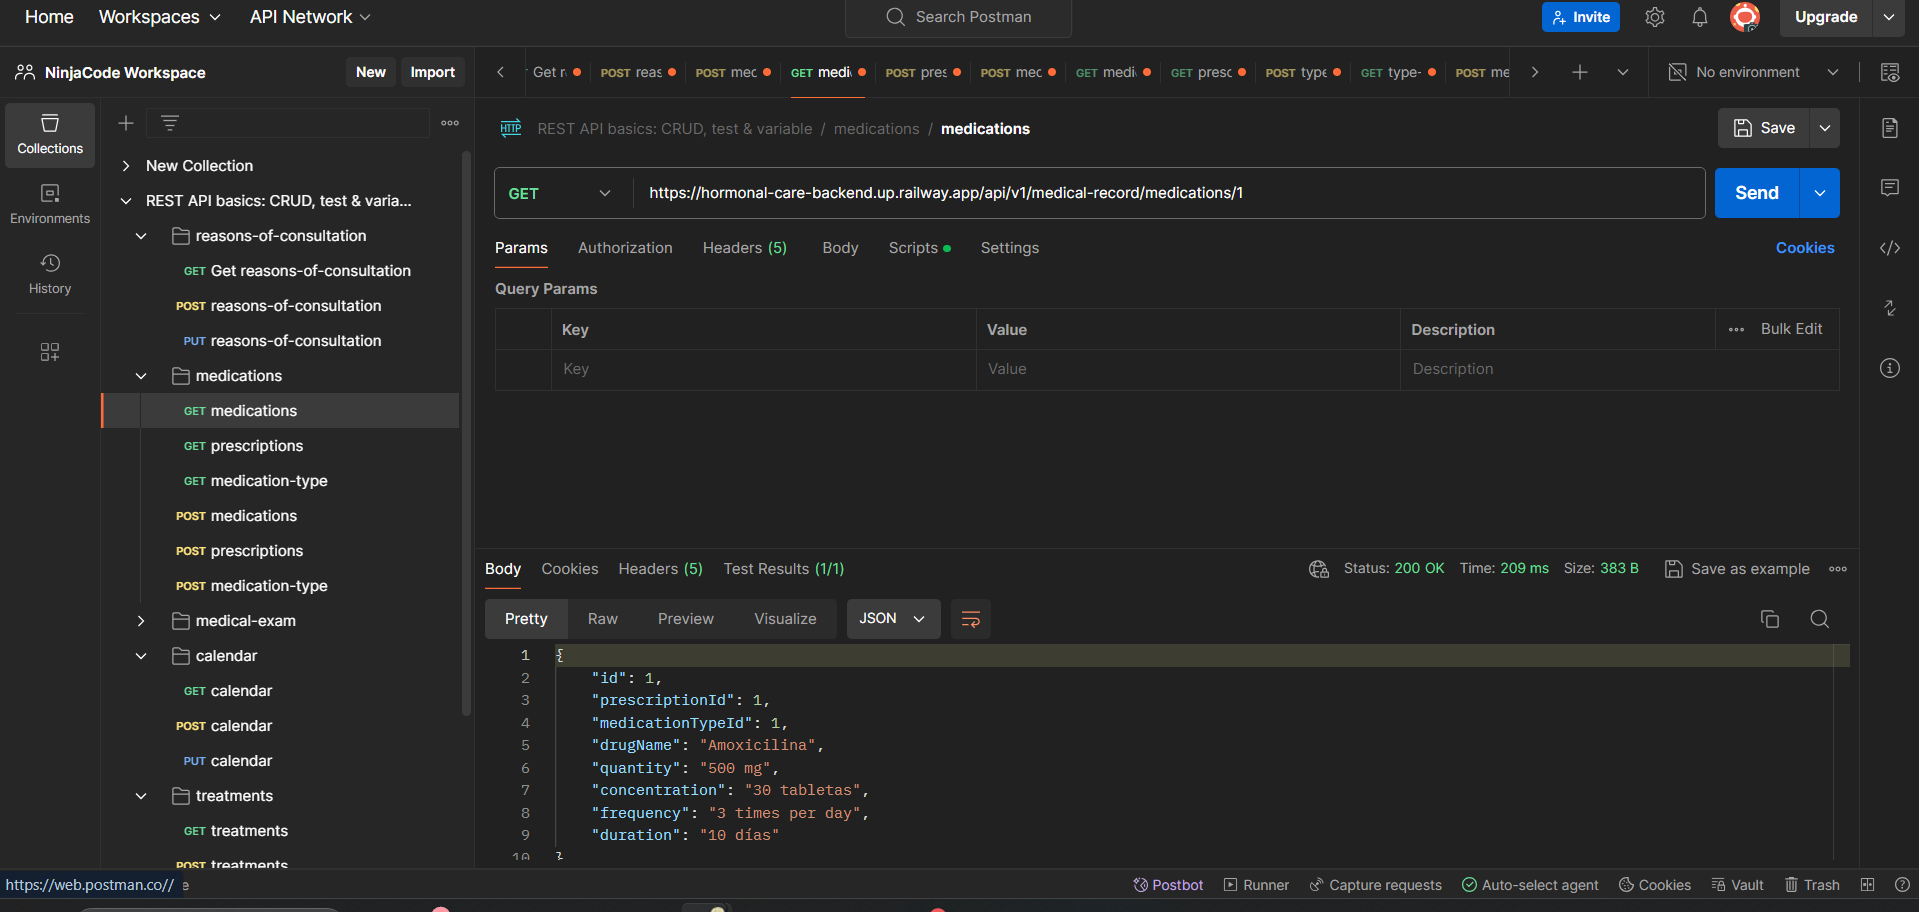 Home Workspaces API Network Search Postman Invite Upgrade
NinjaCode Workspace New Import
Get r POST reas POST mec GET medi POST pres POST mec GET medi GET presc POST type GET type- POST me No environment
Collections
Environments
History
New Collection
REST API basics: CRUD, test & varia...
reasons-of-consultation
GET Get reasons-of-consultation
POST reasons-of-consultation
PUT reasons-of-consultation
medications
GET medications
GET prescriptions
GET medication-type
POST medications
POST prescriptions
POST medication-type
medical-exam
calendar
GET calendar
POST calendar
PUT calendar
treatments
GET treatments
POST treatments
HTTP REST API basics: CRUD, test & variable / medications / medications Save
GET https://hormonal-care-backend.up.railway.app/api/v1/medical-record/medications/1 Send
Params Authorization Headers (5) Body Scripts Settings Cookies
Query Params
Key Value Description Bulk Edit
Key Value Description
Body Cookies Headers (5) Test Results (1/1) Status: 200 OK Time: 209 ms Size: 383 B Save as example
Pretty Raw Preview Visualize JSON
1 {
2 "id": 1,
3 "prescriptionId": 1,
4 "medicationTypeId": 1,
5 "drugName": "Amoxicilina",
6 "quantity": "500 mg",
7 "concentration": "30 tabletas",
8 "frequency": "3 times per day",
9 "duration": "10 días"
10 }
https://web.postman.co// e Postbot Runner Capture requests Auto-select agent Cookies Vault Trash